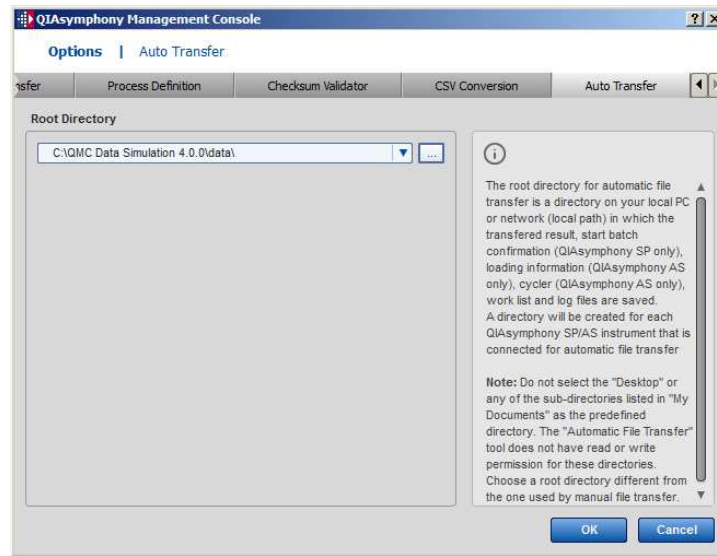 QIAsymphony Management Console
Options | Auto Transfer
nsfer Process Definition Checksum Validator CSV Conversion Auto Transfer
Root Directory
C:\QMC Data Simulation 4.0.0\data\
...
The root directory for automatic file
transfer is a directory on your local PC
or network (local path) in which the
transfered result, start batch
confirmation (QIAsymphony SP only),
loading information (QIAsymphony AS
only), cycler (QIAsymphony AS only),
work list and log files are saved.
A directory will be created for each
QIAsymphony SP/AS instrument that is
connected for automatic file transfer
Note: Do not select the "Desktop" or
any of the sub-directories listed in "My
Documents" as the predefined
directory. The "Automatic File Transfer"
tool does not have read or write
permission for these directories.
Choose a root directory different from
the one used by manual file transfer.
OK Cancel